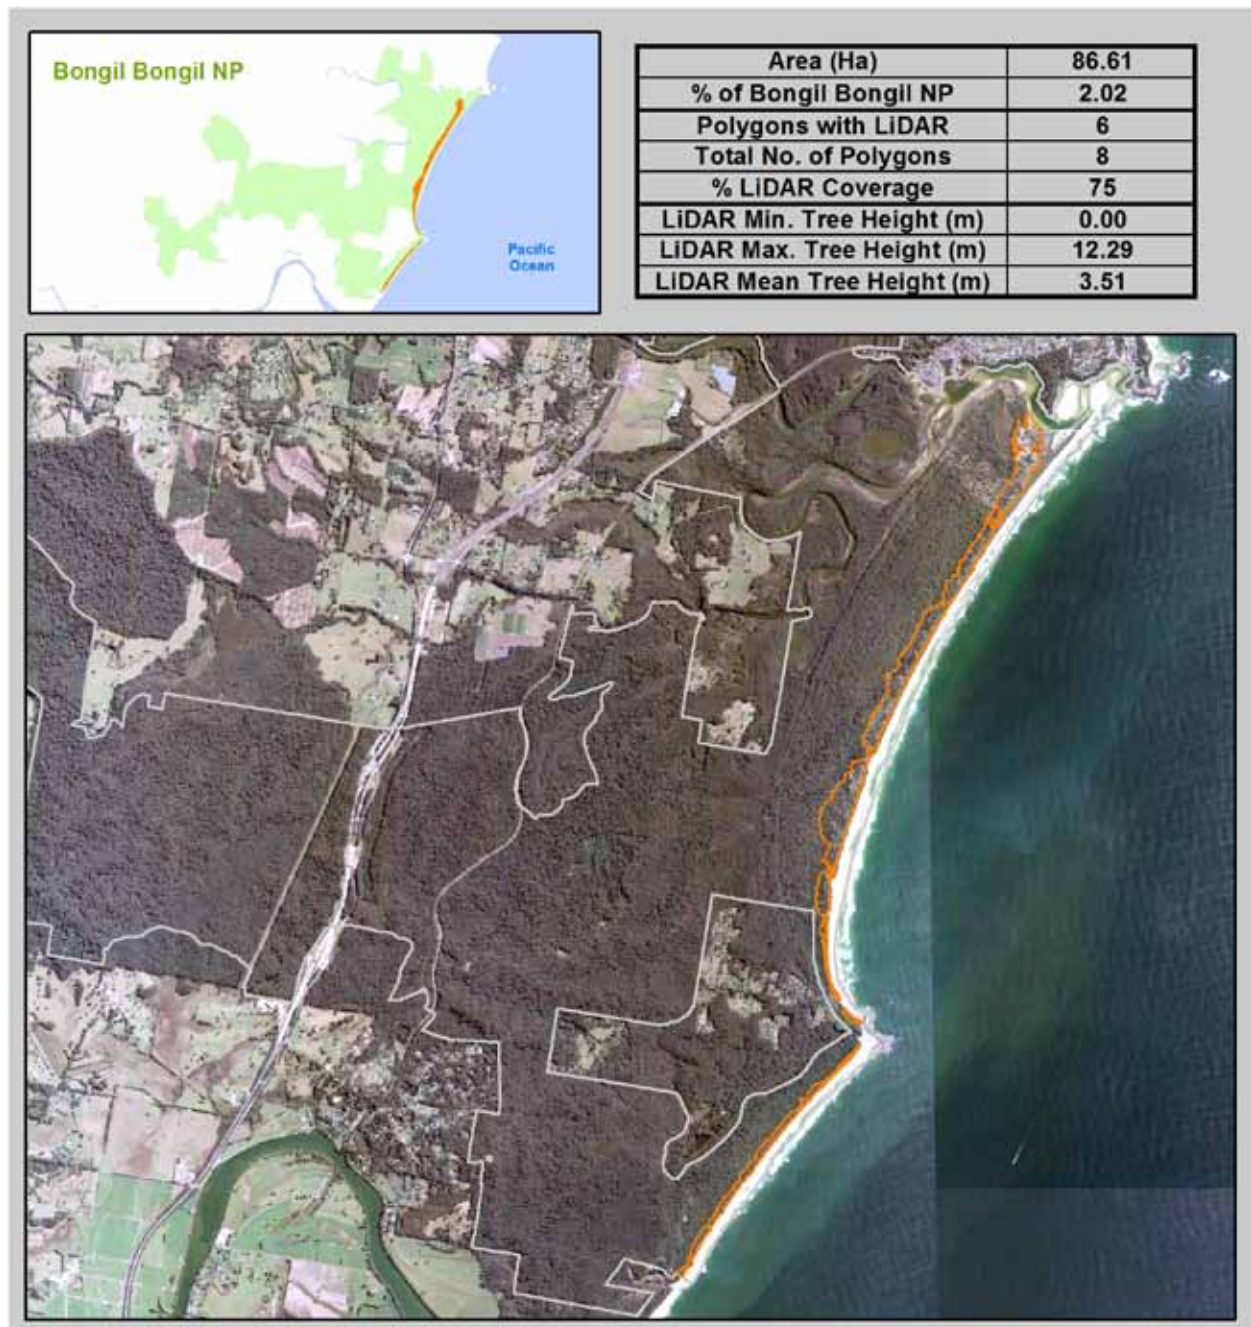 Bongil Bongil NP
Pacific
Ocean
Area (Ha) 86.61
% of Bongil Bongil NP 2.02
Polygons with LiDAR 6
Total No. of Polygons 8
% LiDAR Coverage 75
LiDAR Min. Tree Height (m) 0.00
LiDAR Max. Tree Height (m) 12.29
LiDAR Mean Tree Height (m) 3.51